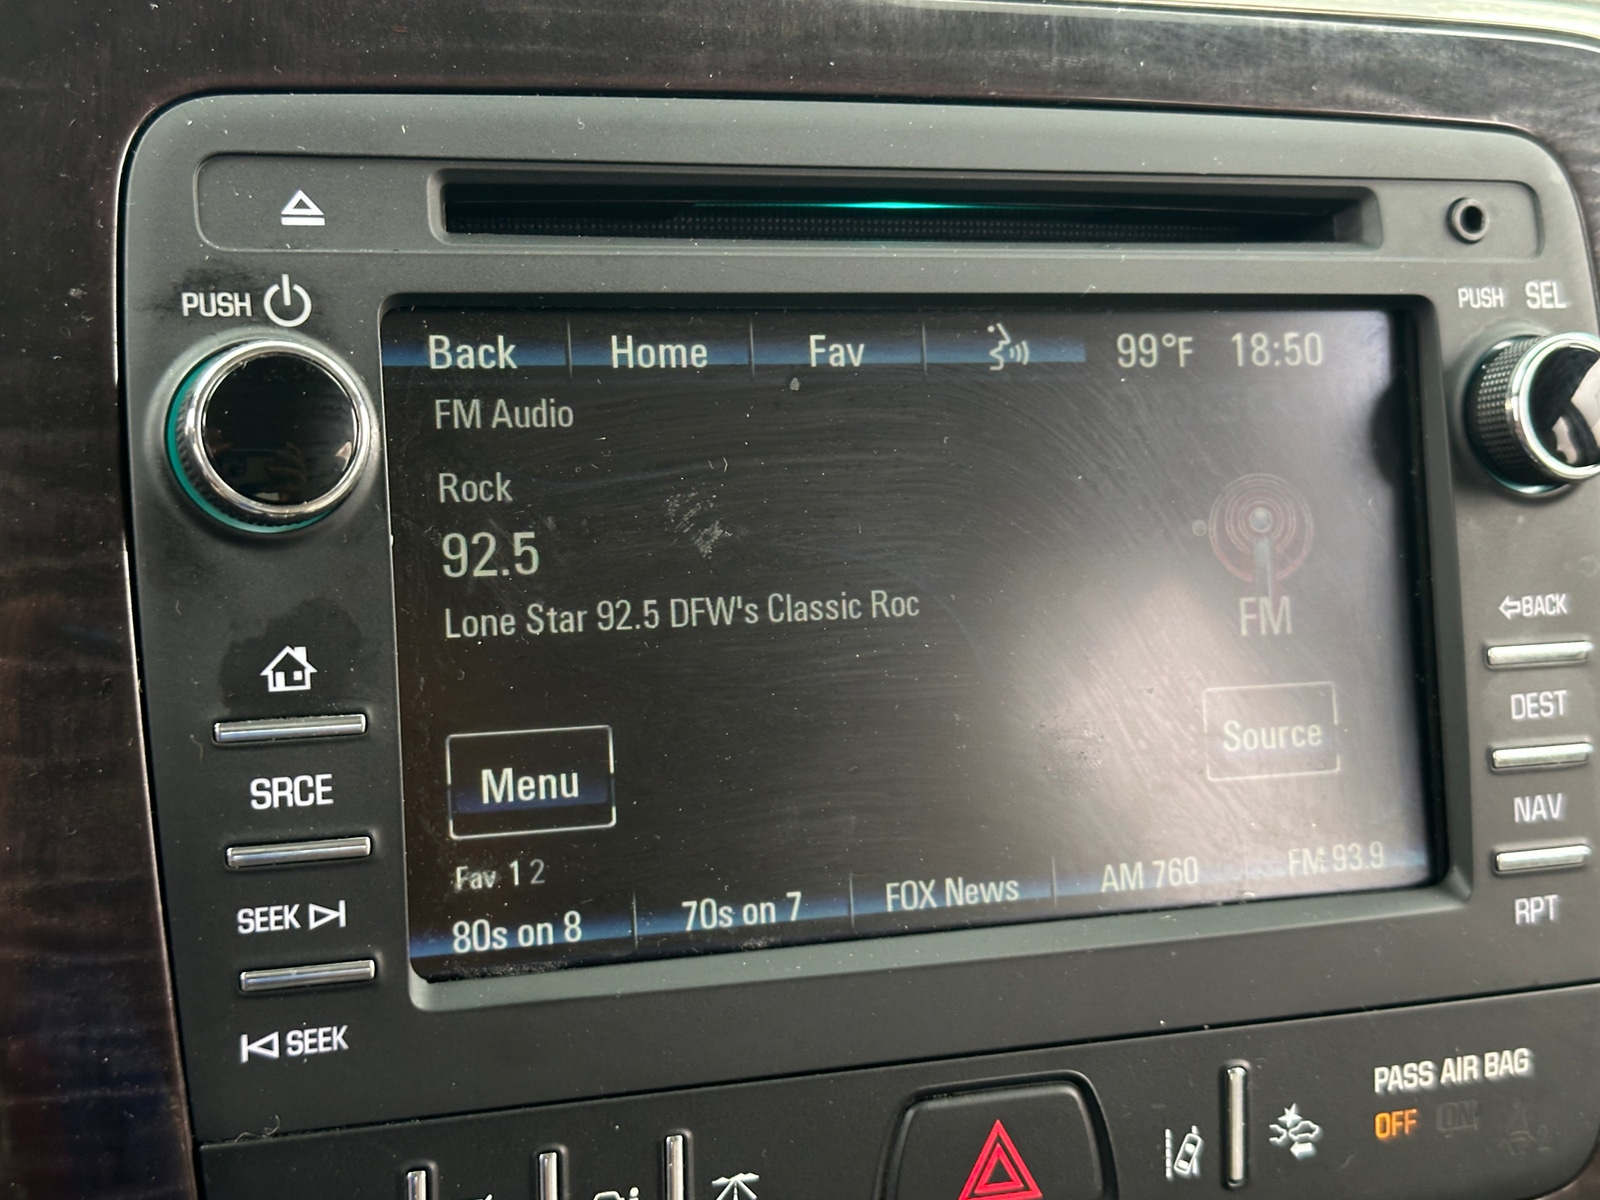 PUSH
PUSH SEL
Back Home Fav 99°F 18:50
FM Audio
Rock
92.5
Lone Star 92.5 DFW's Classic Roc
FM
BACK
Source
DEST
Menu
SRCE
NAV
Fav 1 2
80s on 8 70s on 7 FOX News AM 760 FM 93.9
SEEK
RPT
SEEK
PASS AIR BAG
OFF ON